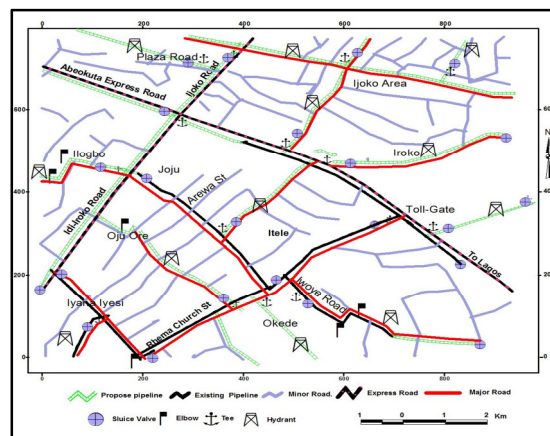 0 200 400 600 800
Plaza Road
Ijoko Road
Ijoko Area
Abeokuta Express Road
600
600
N
Iroko
Ilogbo
Joju
Arewa St
400
400
Toll-Gate
Idi-Iroko Road
Oju Ore
Itele
To Lagos
200
200
Iyana Iyesi
Iwoye Road
Rhema Church St
Okede
0
0
0 200 400 600 800
Propose pipeline Existing Pipeline Minor Road. Express Road Major Road
Sluice Valve Elbow Tee Hydrant
1 0 1 2 Km